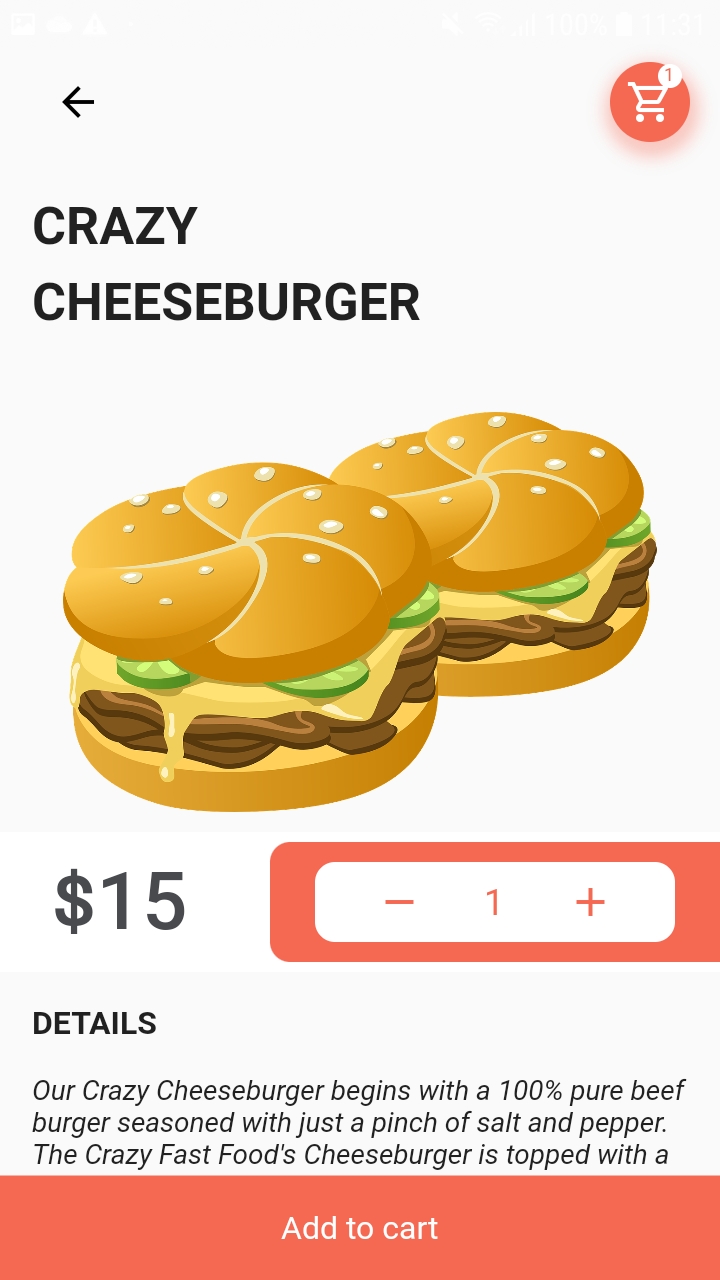 100% 11:31
1
CRAZY
CHEESEBURGER
$15
1
DETAILS
Our Crazy Cheeseburger begins with a 100% pure beef
burger seasoned with just a pinch of salt and pepper.
The Crazy Fast Food's Cheeseburger is topped with a
Add to cart